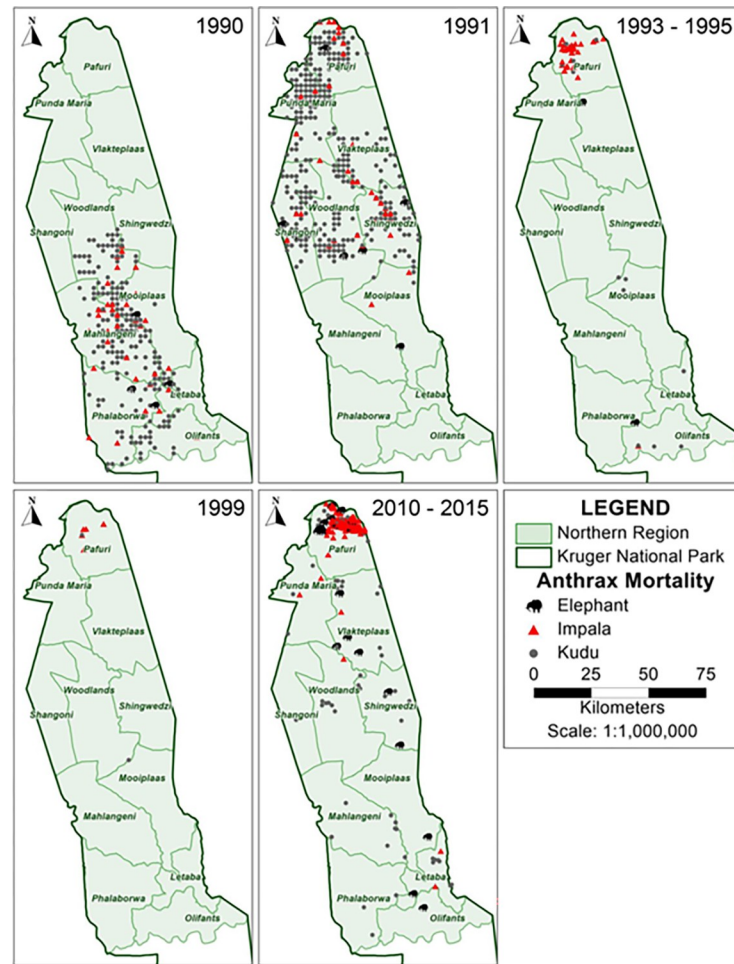 N
1990
Pafuri
Punda Maria
Vlakteplaas
Woodlands
Shangoni
Shingwedzi
Mooiplaas
Mahlangeni
Letaba
Phalaborwa
Olifants
N
1991
Pafuri
Punda Maria
Vlakteplaas
Woodlands
Shangoni
Shingwedzi
Mooiplaas
Mahlangeni
Letaba
Phalaborwa
Olifants
N
1993 - 1995
Pafuri
Punda Maria
Vlakteplaas
Woodlands
Shangoni
Shingwedzi
Mooiplaas
Mahlangeni
Letaba
Phalaborwa
Olifants
N
1999
Pafuri
Punda Maria
Vlakteplaas
Woodlands
Shangoni
Shingwedzi
Mooiplaas
Mahlangeni
Letaba
Phalaborwa
Olifants
N
2010 - 2015
Pafuri
Punda Maria
Vlakteplaas
Woodlands
Shangoni
Shingwedzi
Mooiplaas
Mahlangeni
Letaba
Phalaborwa
Olifants
LEGEND
Northern Region
Kruger National Park
Anthrax Mortality
Elephant
Impala
Kudu
0 25 50 75
Kilometers
Scale: 1:1,000,000